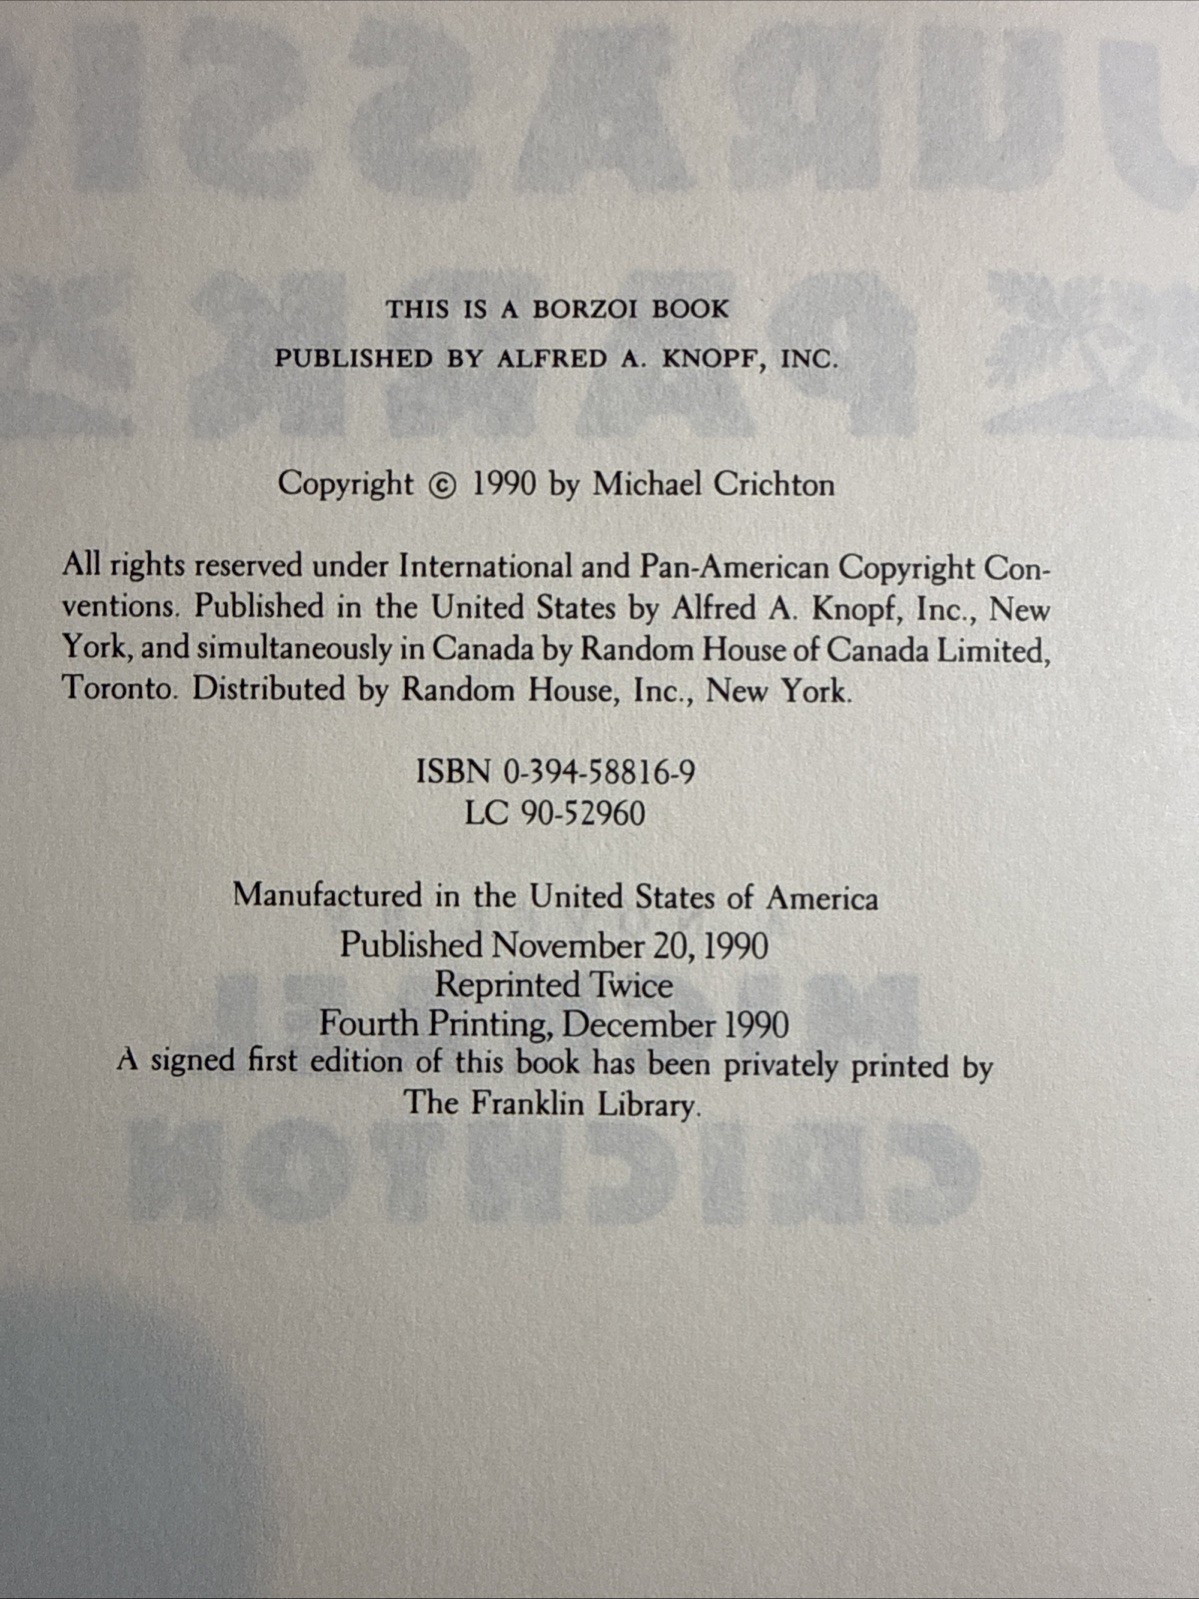 THIS IS A BORZOI BOOK
PUBLISHED BY ALFRED A. KNOPF, INC.
Copyright © 1990 by Michael Crichton
All rights reserved under International and Pan-American Copyright Con-
ventions. Published in the United States by Alfred A. Knopf, Inc., New
York, and simultaneously in Canada by Random House of Canada Limited,
Toronto. Distributed by Random House, Inc., New York.
ISBN 0-394-58816-9
LC 90-52960
Manufactured in the United States of America
Published November 20, 1990
Reprinted Twice
Fourth Printing, December 1990
A signed first edition of this book has been privately printed by
The Franklin Library.